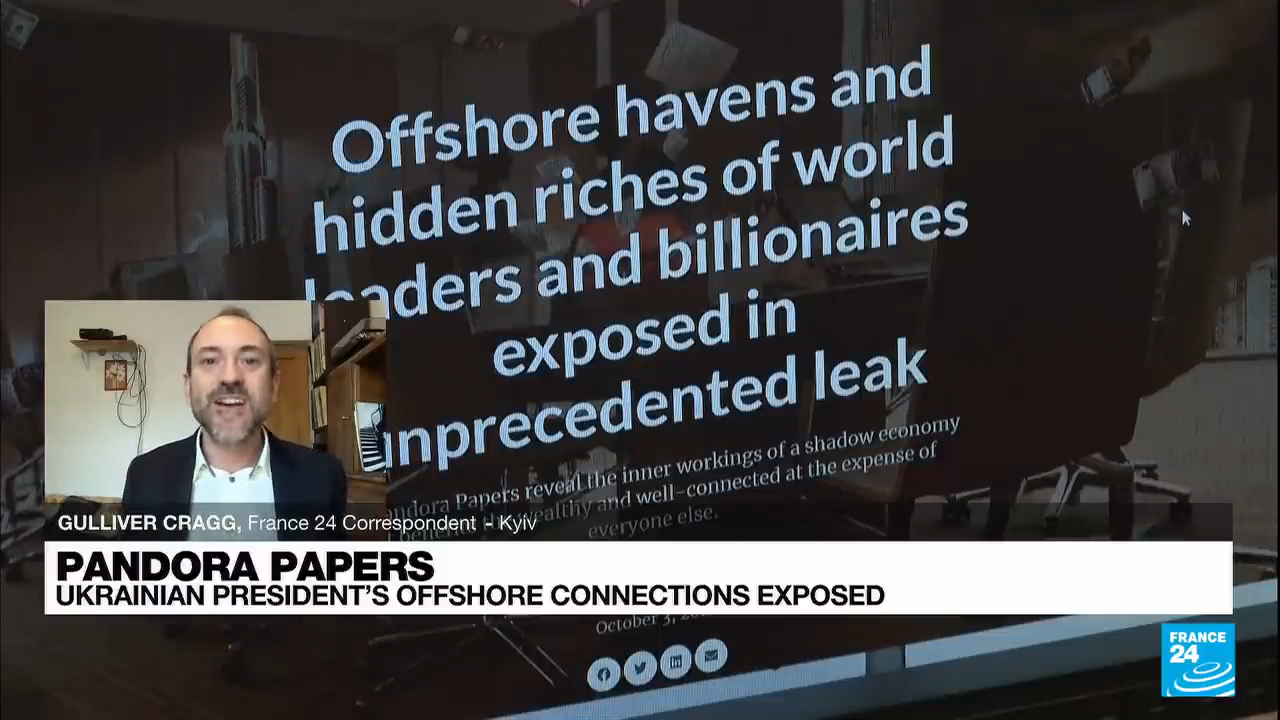 Offshore havens and
hidden riches of world
leaders and billionaires
exposed in
unprecedented leak
Pandora Papers reveal the inner workings of a shadow economy
wealthy and well-connected at the expense of
everyone else.
GULLIVER CRAGG, France 24 Correspondent - Kyiv
PANDORA PAPERS
UKRAINIAN PRESIDENT'S OFFSHORE CONNECTIONS EXPOSED
October 3,
FRANCE
24